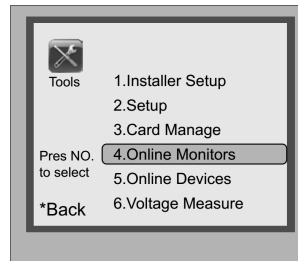 Tools
1.Installer Setup
2.Setup
3.Card Manage
Pres NO.
to select
4.Online Monitors
5.Online Devices
*Back
6.Voltage Measure